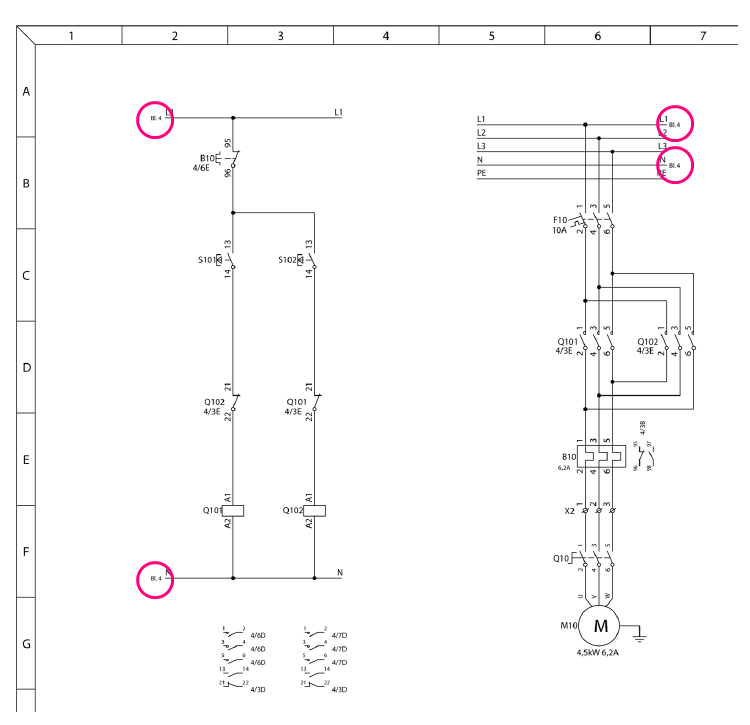 1 2 3 4 5 6 7
A
L1 L1
Bl. 4
L1 L1
Bl.4
L2 L2
L3 L3
N N
Bl.4
PE PE
95
B10
4/6E
96
B
1 3 5
F10
10A
2 4 6
13 13
S101 S102
14 14
C
1 3 5 1 3 5
Q101 Q102
4/3E 4/3E
2 4 6 2 4 6
D
21 21
Q102 Q101
4/3E 4/3E
22 22
4/3B
1 3 5 95 97
B10
6,2A
2 4 6 96 98
E
A1 A1
Q101 Q102
A2 A2
X2 1 2 3
F
1 3 5
Q10
2 4 6
N N
Bl. 4
U V W
M10 M
4,5kW 6,2A
G
1 2 4/6D 1 2 4/7D
3 4 4/6D 3 4 4/7D
5 6 4/6D 5 6 4/7D
13 14 13 14
21 22 4/3D 21 22 4/3D